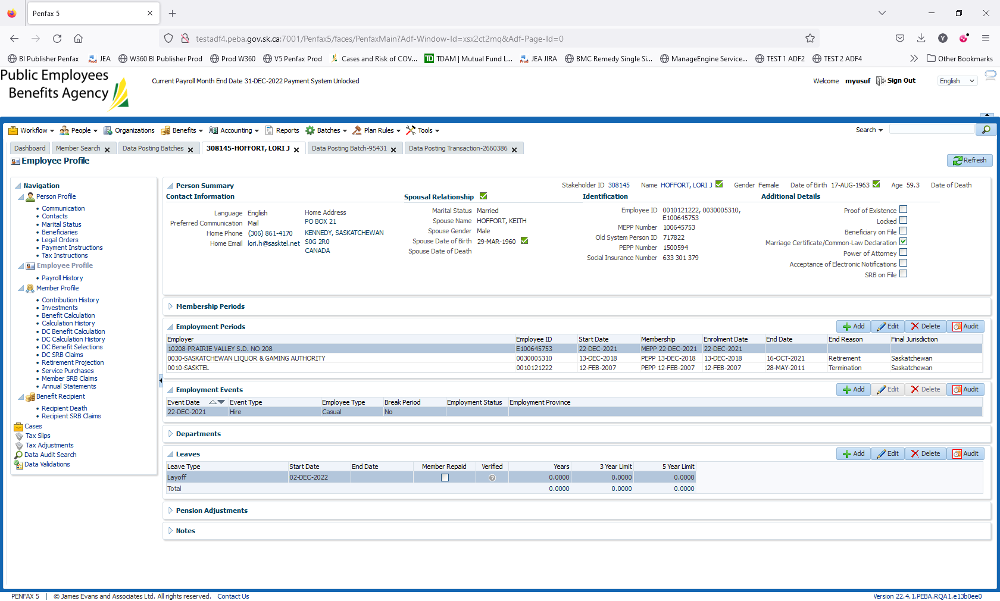 Penfax 5
testadf4.peba.gov.sk.ca:7001/Penfax5/faces/PenfaxMain?Adf-Window-Id=xsx2ct2mq&Adf-Page-Id=0
BI Publisher Penfax JEA W360 BI Publisher Prod Prod W360 V5 Penfax Prod Cases and Risk of COV... TDAM | Mutual Fund L... JEA JIRA BMC Remedy Single Si... ManageEngine Service... TEST 1 ADF2 TEST 2 ADF4 Other Bookmarks
Public Employees
Benefits Agency
Current Payroll Month End Date 31-DEC-2022 Payment System Unlocked
Welcome myusuf Sign Out English
Workflow People Organizations Benefits Accounting Reports Batches Plan Rules Tools Search
Dashboard Member Search Data Posting Batches 308145-HOFFORT, LORI J Data Posting Batch-95431 Data Posting Transaction-2660386
Employee Profile
Refresh
Navigation
Person Profile
Communication
Contacts
Marital Status
Beneficiaries
Legal Orders
Payment Instructions
Tax Instructions
Employee Profile
Payroll History
Member Profile
Contribution History
Investments
Benefit Calculation
Calculation History
DC Benefit Calculation
DC Calculation History
DC Benefit Selections
DC SRB Claims
Retirement Projection
Service Purchases
Member SRB Claims
Annual Statements
Benefit Recipient
Recipient Death
Recipient SRB Claims
Cases
Tax Slips
Tax Adjustments
Data Audit Search
Data Validations
Person Summary
Stakeholder ID 308145 Name HOFFORT, LORI J Gender Female Date of Birth 17-AUG-1963 Age 59.3 Date of Death
Contact Information
Language English
Preferred Communication Mail
Home Phone (306) 861-4170
Home Email lori.h@sasktel.net
Home Address
PO BOX 21
KENNEDY, SASKATCHEWAN
S0G 2R0
CANADA
Spousal Relationship
Marital Status Married
Spouse Name HOFFORT, KEITH
Spouse Gender Male
Spouse Date of Birth 29-MAR-1960
Spouse Date of Death
Identification
Employee ID 0010121222, 0030005310,
E100645753
MEPP Number 100645753
Old System Person ID 717822
PEPP Number 1500594
Social Insurance Number 633 301 379
Additional Details
Proof of Existence
Locked
Beneficiary on File
Marriage Certificate/Common-Law Declaration
Power of Attorney
Acceptance of Electronic Notifications
SRB on File
Membership Periods
Employment Periods
Add Edit Delete Audit
Employer Employee ID Start Date Membership Enrolment Date End Date End Reason Final Jurisdiction
10208-PRAIRIE VALLEY S.D. NO 208 E100645753 22-DEC-2021 MEPP 22-DEC-2021 22-DEC-2021
0030-SASKATCHEWAN LIQUOR & GAMING AUTHORITY 0030005310 13-DEC-2018 PEPP 13-DEC-2018 13-DEC-2018 16-OCT-2021 Retirement Saskatchewan
0010-SASKTEL 0010121222 12-FEB-2007 PEPP 12-FEB-2007 12-FEB-2007 28-MAY-2011 Termination Saskatchewan
Employment Events
Add Edit Delete Audit
Event Date Event Type Employee Type Break Period Employment Status Employment Province
22-DEC-2021 Hire Casual No
Departments
Leaves
Add Edit Delete Audit
Leave Type Start Date End Date Member Repaid Verified Years 3 Year Limit 5 Year Limit
Layoff 02-DEC-2022 0.0000 0.0000 0.0000
Total 0.0000 0.0000 0.0000
Pension Adjustments
Notes
PENFAX 5 | © James Evans and Associates Ltd. All rights reserved. Contact Us
Version 22.4.1.PEBA.RQA1.e13b0ee0